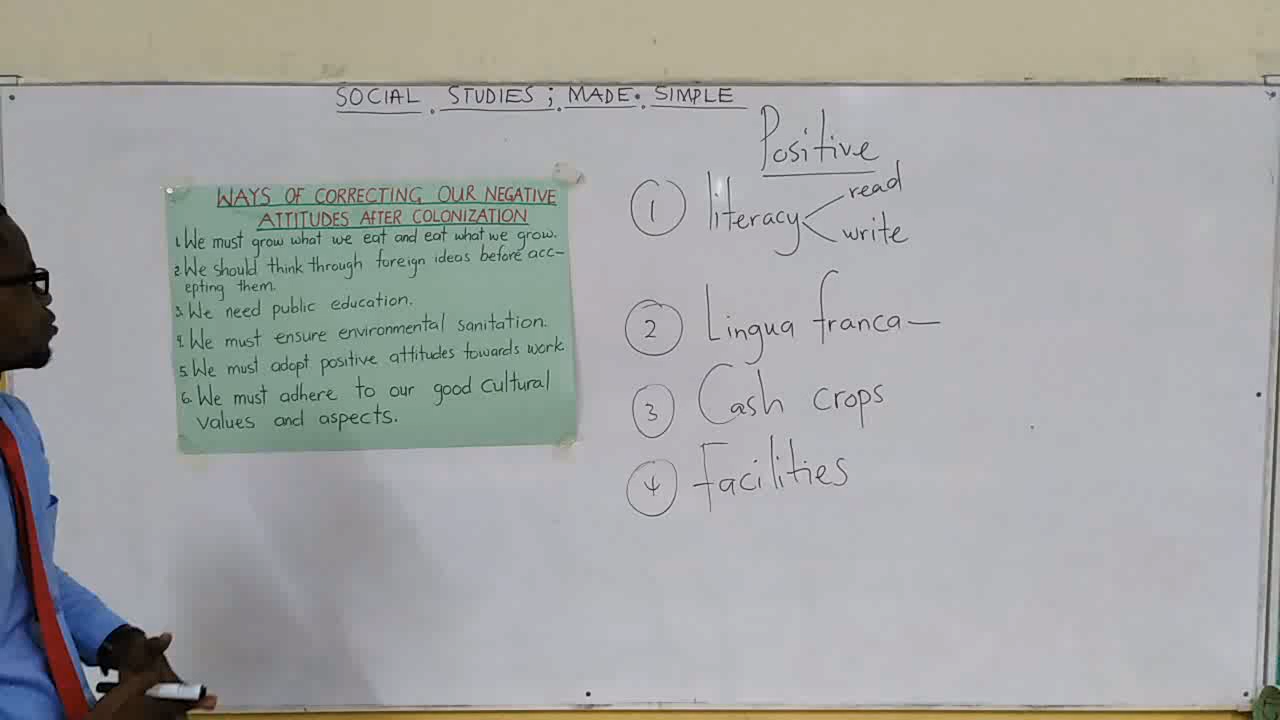 SOCIAL . STUDIES ; MADE . SIMPLE
WAYS OF CORRECTING OUR NEGATIVE
ATTITUDES AFTER COLONIZATION
1. We must grow what we eat and eat what we grow.
2. We should think through foreign ideas before acc-
epting them.
3. We need public education.
4. We must ensure environmental sanitation.
5. We must adopt positive attitudes towards work
6. We must adhere to our good cultural
values and aspects.
Positive
1 literacy
read
write
2 Lingua franca —
3 Cash crops
4 Facilities